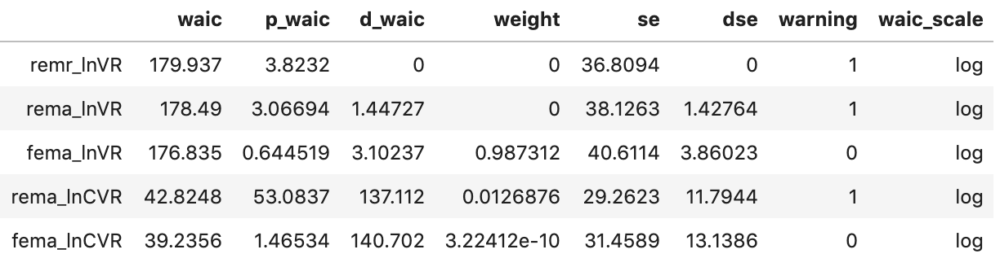 waic p_waic d_waic weight se dse warning waic_scale
remr_lnVR 179.937 3.8232 0 0 36.8094 0 1 log
rema_lnVR 178.49 3.06694 1.44727 0 38.1263 1.42764 1 log
fema_lnVR 176.835 0.644519 3.10237 0.987312 40.6114 3.86023 0 log
rema_lnCVR 42.8248 53.0837 137.112 0.0126876 29.2623 11.7944 1 log
fema_lnCVR 39.2356 1.46534 140.702 3.22412e-10 31.4589 13.1386 0 log